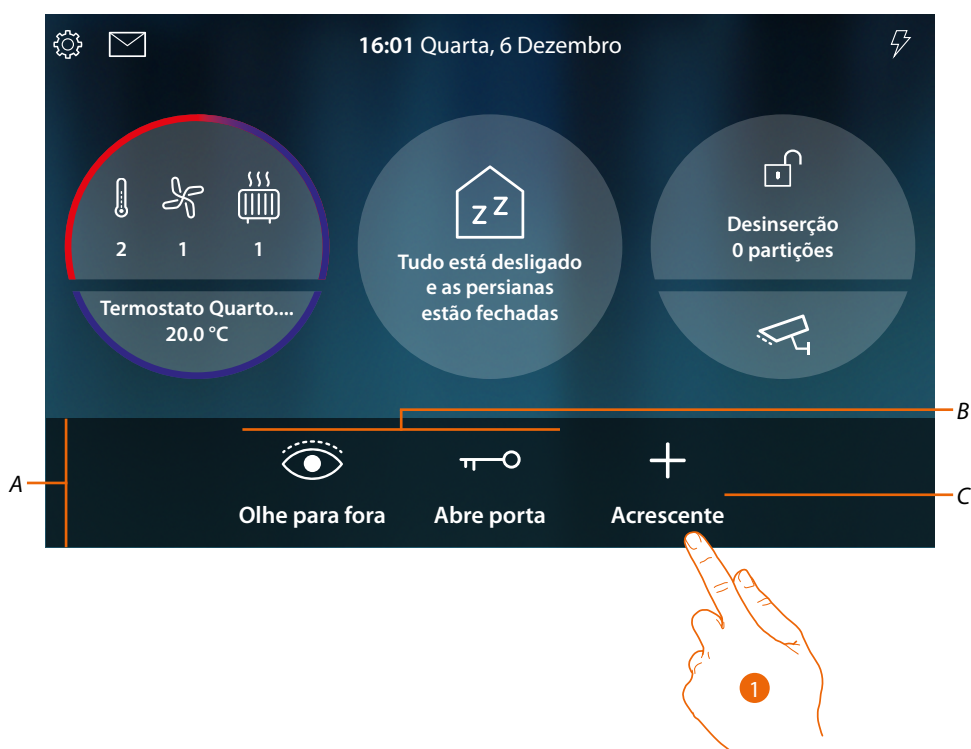 16:01 Quarta, 6 Dezembro
2 1 1
Termostato Quarto....
20.0 °C
z Z
Tudo está desligado
e as persianas
estão fechadas
Desinserção
0 partições
B
A
C
Olhe para fora
Abre porta
Acrescente
1